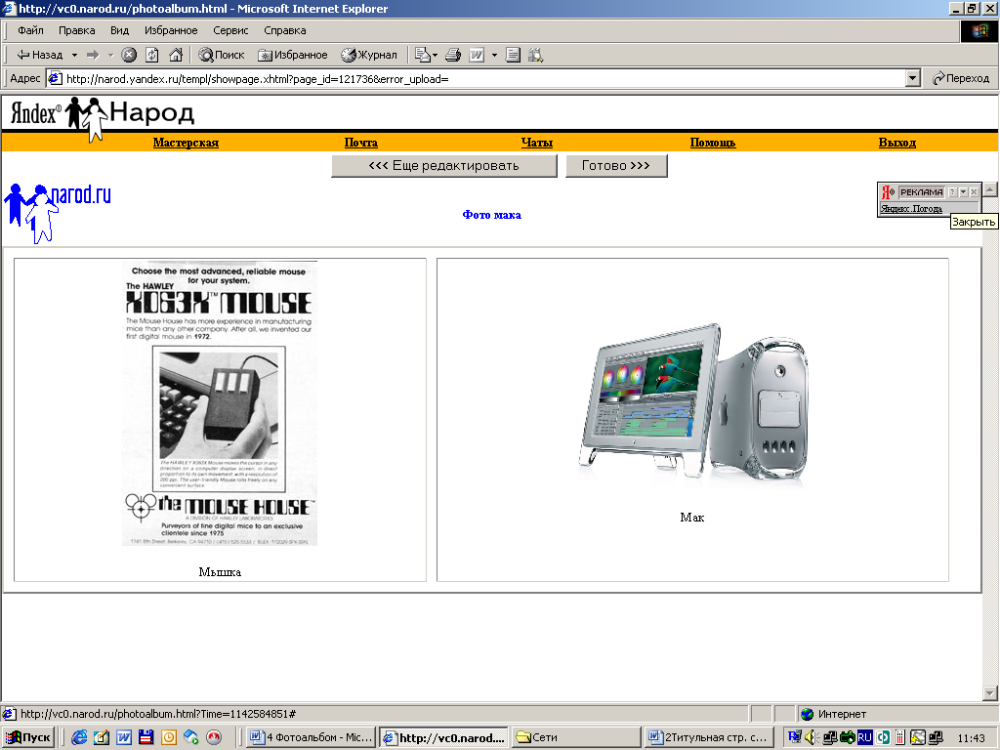 http://vc0.narod.ru/photoalbum.html - Microsoft Internet Explorer
Файл Правка Вид Избранное Сервис Справка
Назад Поиск Избранное Журнал
Адрес http://narod.yandex.ru/templ/showpage.xhtml?page_id=121736&error_upload= Переход
Яndex® Народ
Мастерская Почта Чаты Помощь Выход
<<< Еще редактировать Готово >>>
narod.ru
Фото мака
Я РЕКЛАМА
Яндекс.Погода
Закрыть
Choose the most advanced, reliable mouse
for your system.
The HAWLEY
X063X™ MOUSE
The Mouse House has more experience in manufacturing
mice than any other company. After all, we invented our
first digital mouse in 1972.
The HAWLEY X063X Mouse moves the cursor in any
direction on a computer display screen, in direct
proportion to its own movement, with a resolution of
200 ppi. The user-friendly Mouse rolls freely on any
convenient surface.
the MOUSE HOUSE™
A DIVISION OF HAWLEY LABORATORIES
Purveyors of fine digital mice to an exclusive
clientele since 1975
Street, Berkeley, CA 94710
Мышка
Мак
http://vc0.narod.ru/photoalbum.html?Time=1142584851#
Интернет
Пуск
4 Фотоальбом - Mic...
http://vc0.narod....
Сети
2Титульная стр. с...
RU
11:43